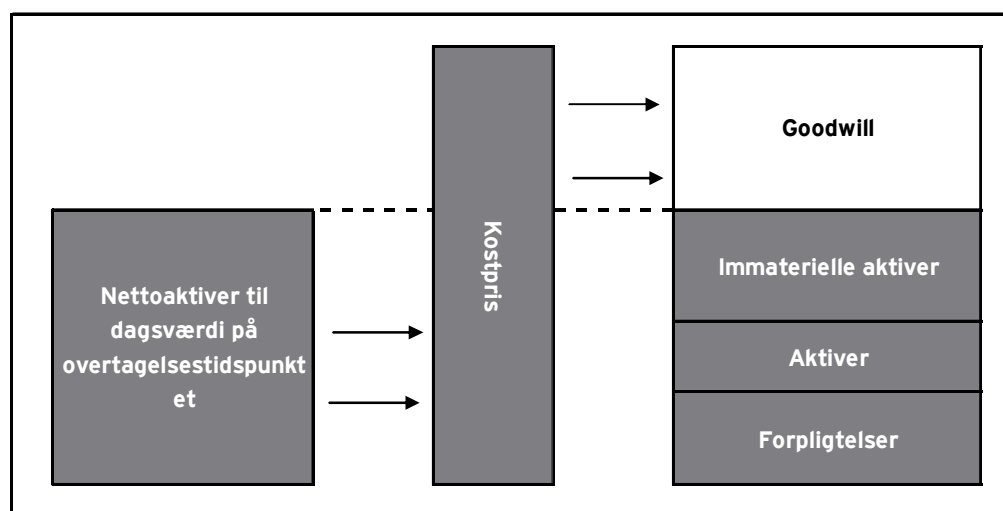 Nettoaktiver til
dagsværdi på
overtagelsestidspunkt
et
Kostpris
Goodwill
Immaterielle aktiver
Aktiver
Forpligtelser